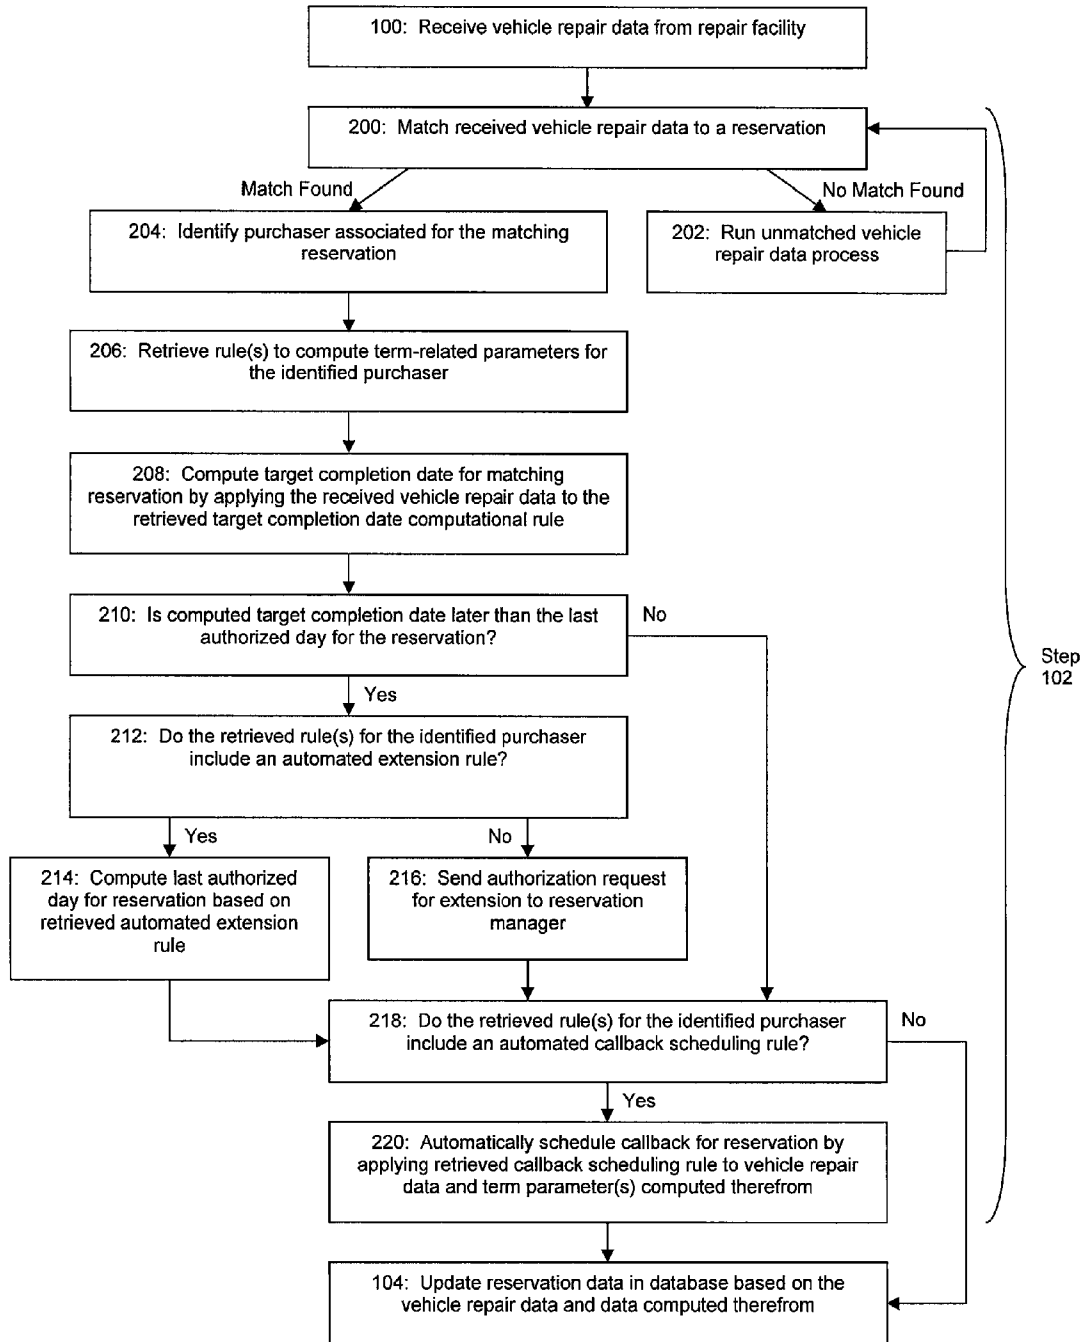 100: Receive vehicle repair data from repair facility
200: Match received vehicle repair data to a reservation
Match Found
No Match Found
204: Identify purchaser associated for the matching
reservation
202: Run unmatched vehicle
repair data process
206: Retrieve rule(s) to compute term-related parameters for
the identified purchaser
208: Compute target completion date for matching
reservation by applying the received vehicle repair data to the
retrieved target completion date computational rule
210: Is computed target completion date later than the last
authorized day for the reservation?
No
Step
102
Yes
212: Do the retrieved rule(s) for the identified purchaser
include an automated extension rule?
Yes
No
214: Compute last authorized
day for reservation based on
retrieved automated extension
rule
216: Send authorization request
for extension to reservation
manager
218: Do the retrieved rule(s) for the identified purchaser
include an automated callback scheduling rule?
No
Yes
220: Automatically schedule callback for reservation by
applying retrieved callback scheduling rule to vehicle repair
data and term parameter(s) computed therefrom
104: Update reservation data in database based on the
vehicle repair data and data computed therefrom